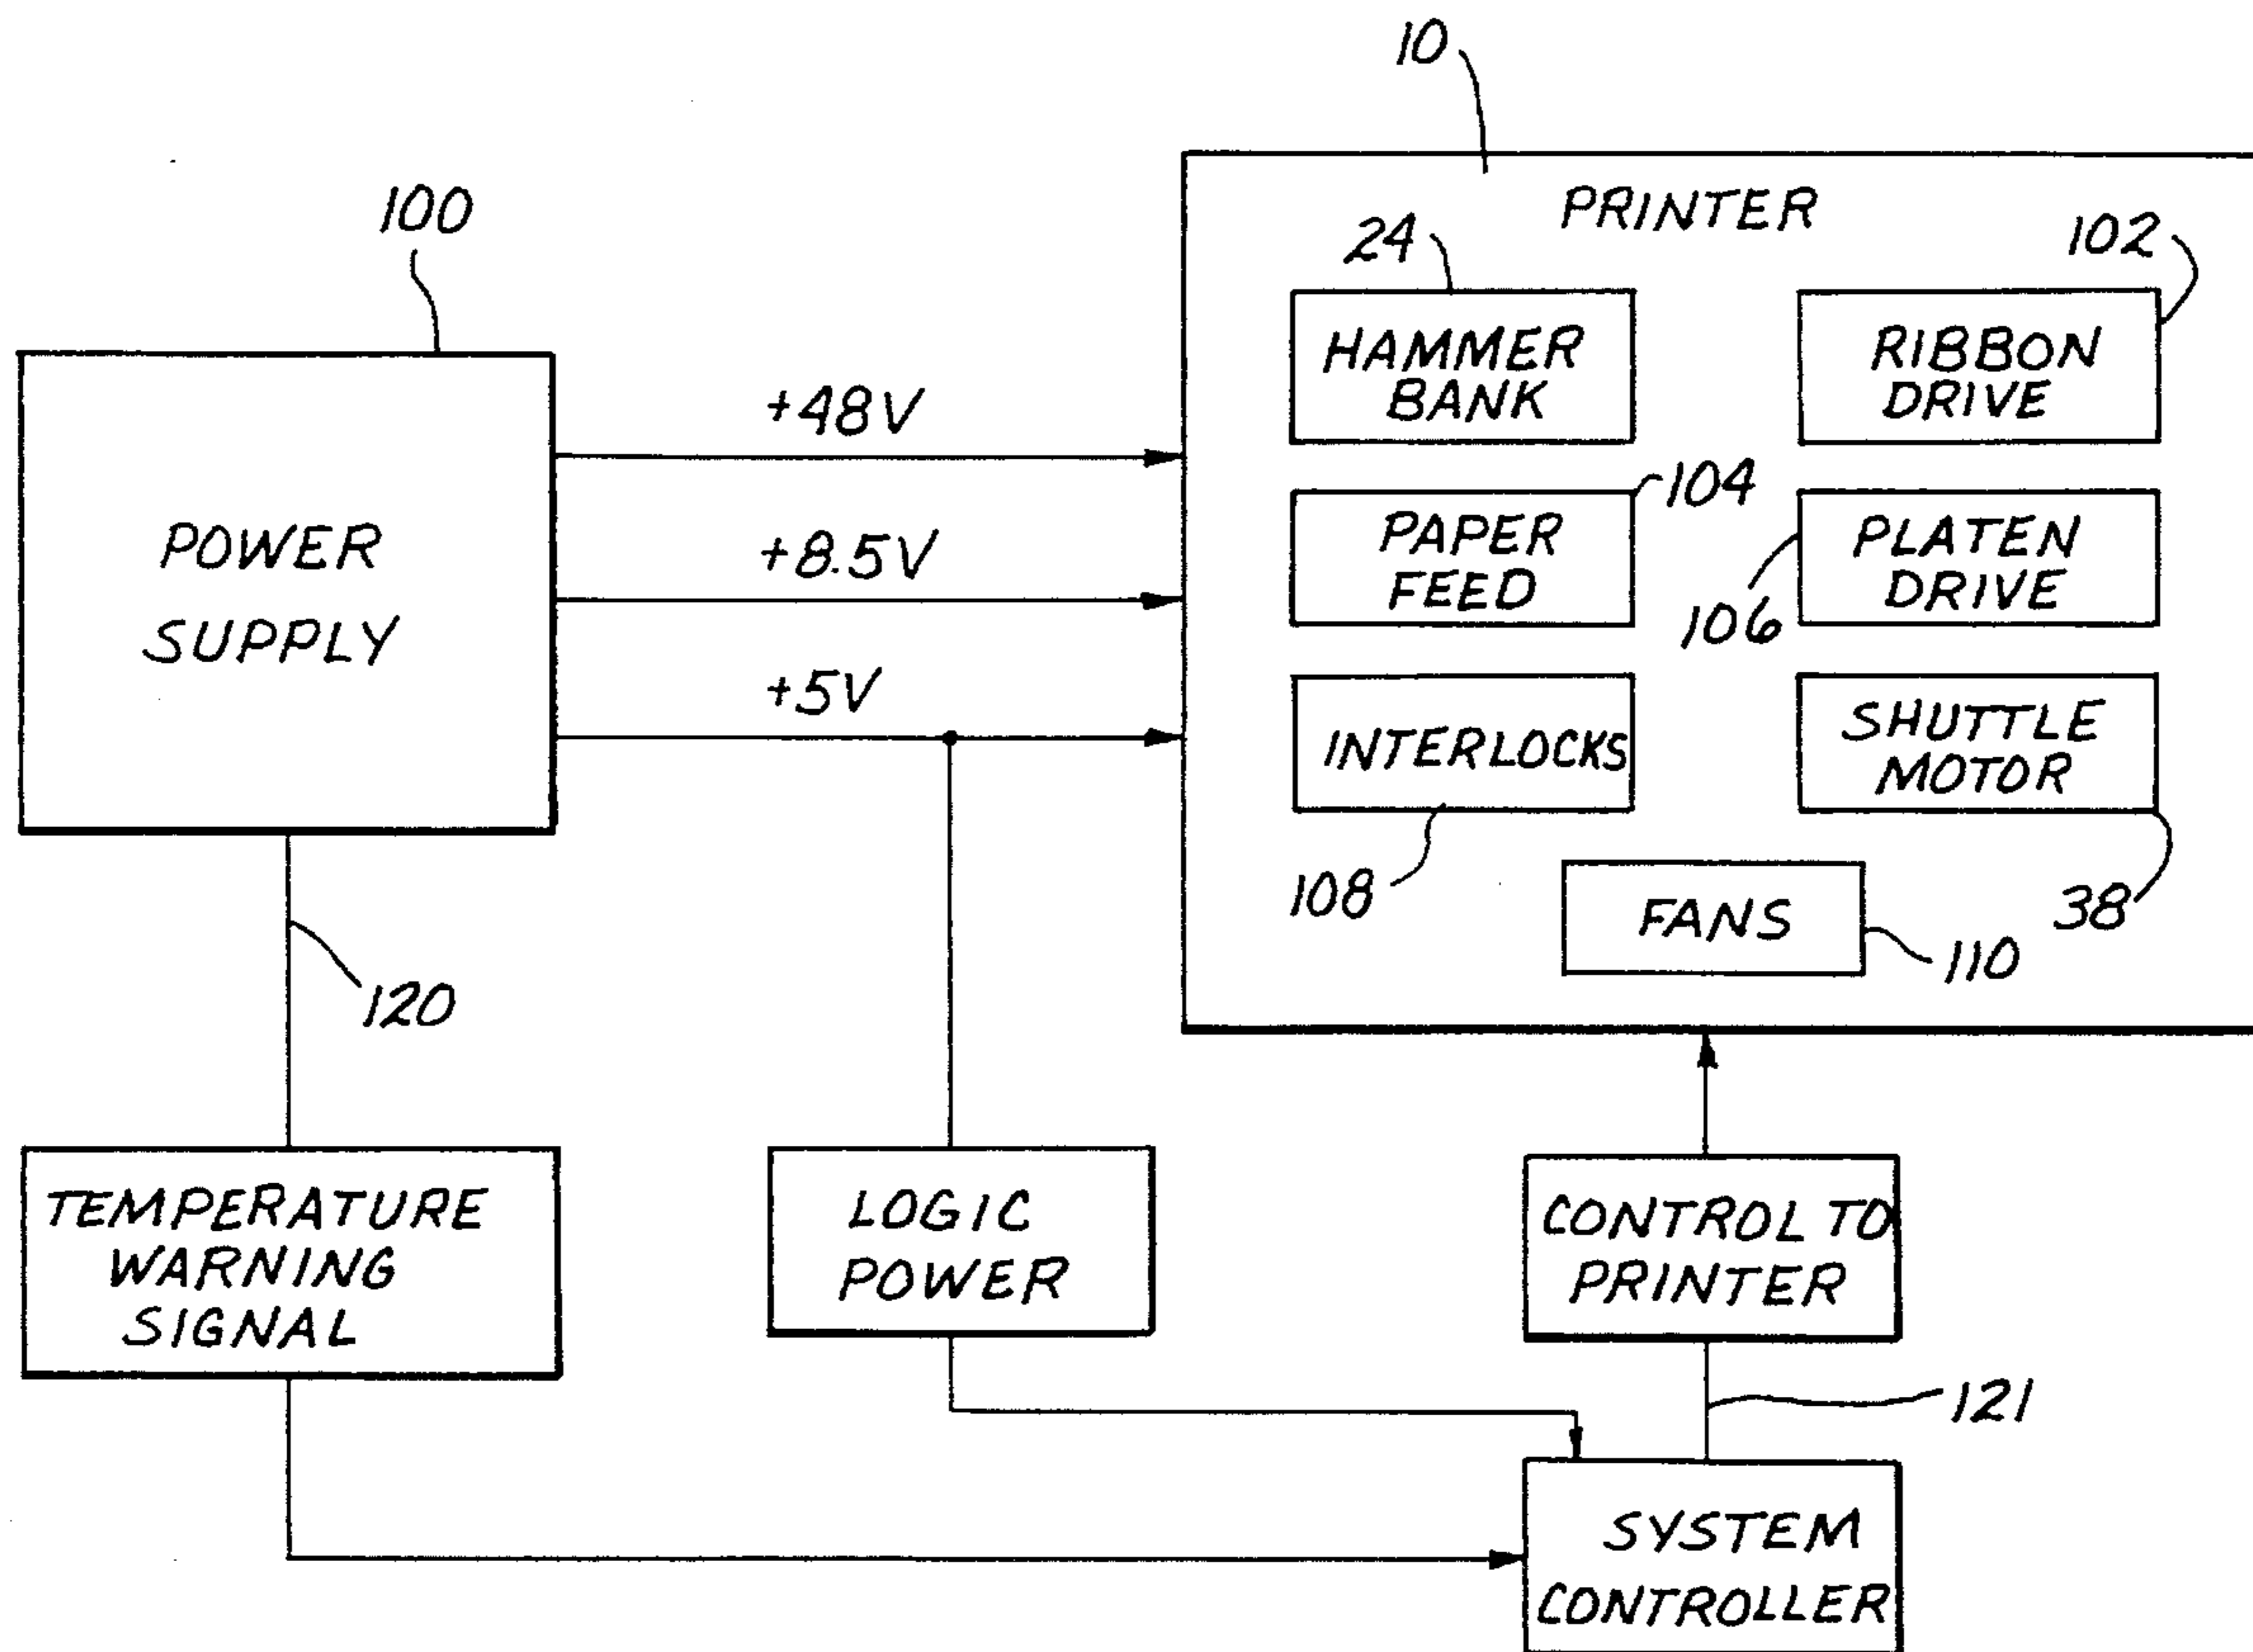 10
PRINTER
100
24
102
HAMMER
BANK
RIBBON
DRIVE
+48V
104
POWER
SUPPLY
+8.5V
PAPER
FEED
PLATEN
DRIVE
106
+5V
INTERLOCKS
SHUTTLE
MOTOR
108
38
FANS
110
120
TEMPERATURE
WARNING
SIGNAL
LOGIC
POWER
CONTROL TO
PRINTER
121
SYSTEM
CONTROLLER